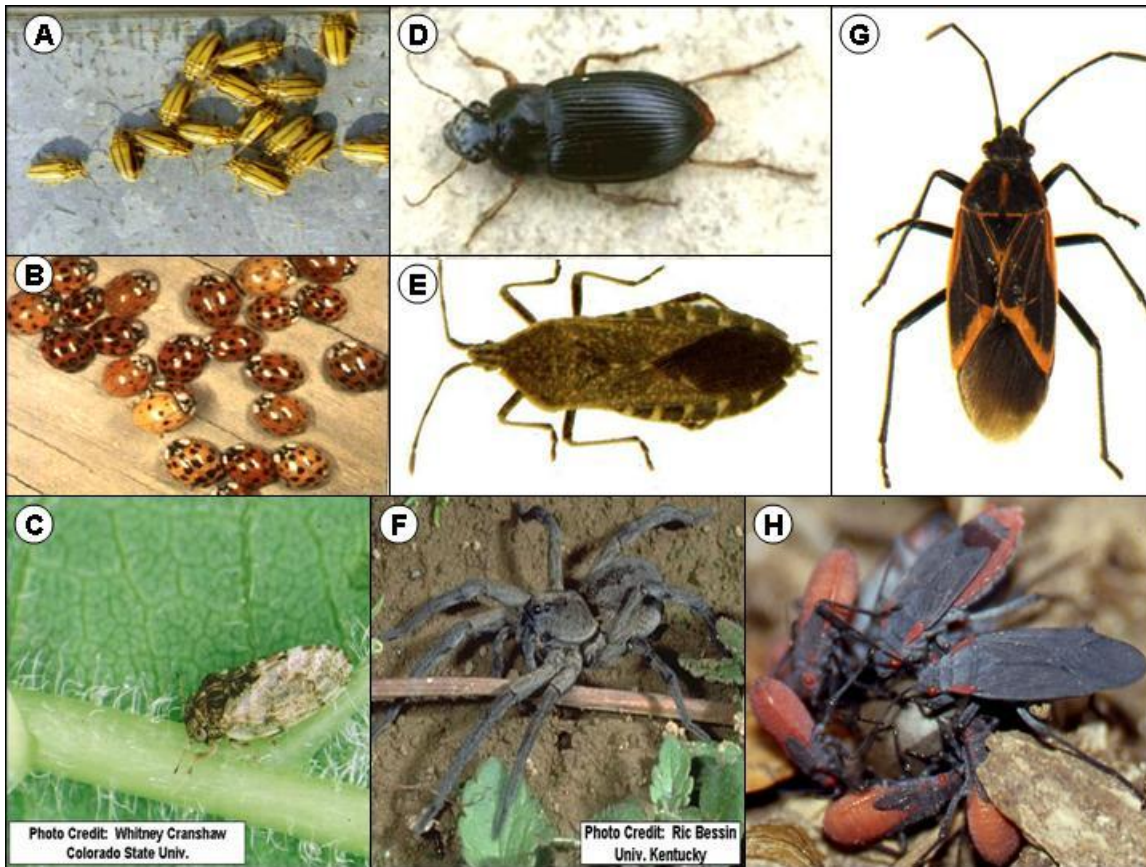 A
D
G
B
E
C
F
H
Photo Credit: Whitney Cranshaw
Colorado State Univ.
Photo Credit: Ric Bessin
Univ. Kentucky